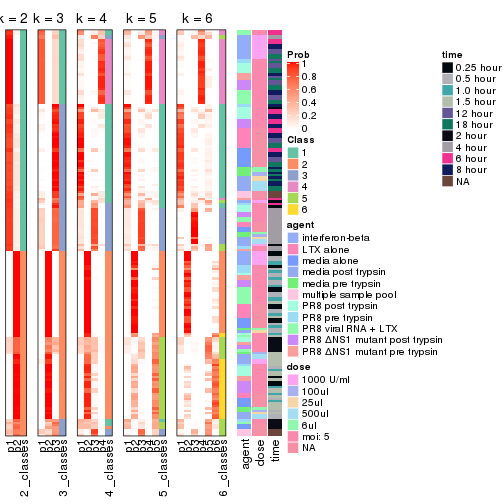 k = 2 k = 3 k = 4 k = 5 k = 6
Prob
1
0.8
0.6
0.4
0.2
0
Class
1
2
3
4
5
6
agent
interferon-beta
LTX alone
media alone
media post trypsin
media pre trypsin
multiple sample pool
PR8 post trypsin
PR8 pre trypsin
PR8 viral RNA + LTX
PR8 ΔNS1 mutant post trypsin
PR8 ΔNS1 mutant pre trypsin
dose
1000 U/ml
100ul
25ul
500ul
6ul
moi: 5
NA
time
0.25 hour
0.5 hour
1.0 hour
1.5 hour
12 hour
18 hour
2 hour
4 hour
6 hour
8 hour
NA
p1 p2 2_classes p1 p2 p3 3_classes p1 p2 p3 p4 4_classes p1 p2 p3 p4 p5 5_classes p1 p2 p3 p4 p5 p6 6_classes agent dose time